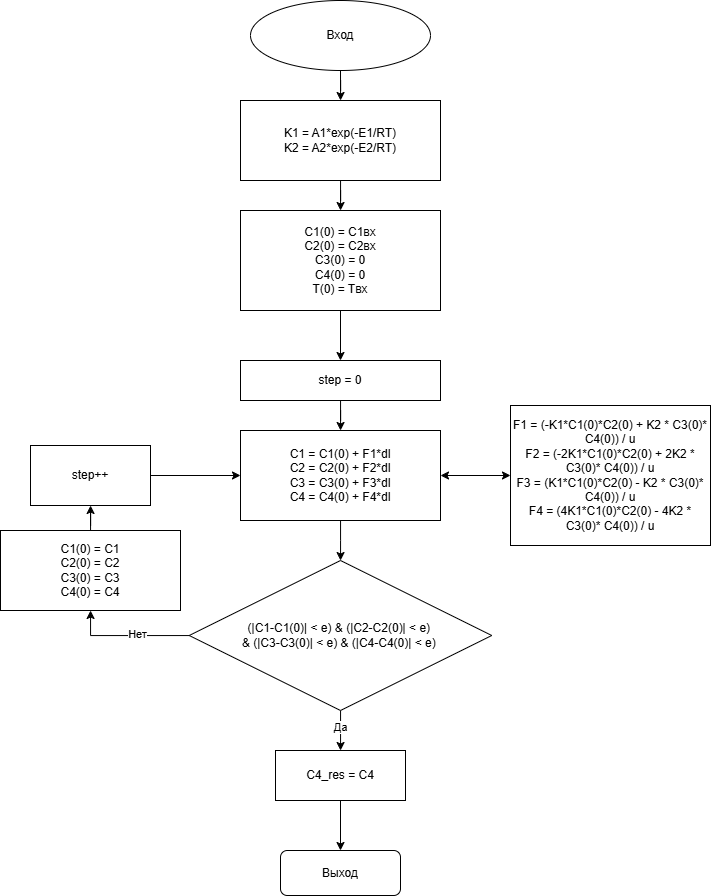 Вход
K1 = A1*exp(-E1/RT)
K2 = A2*exp(-E2/RT)
C1(0) = C1вх
C2(0) = C2вх
C3(0) = 0
C4(0) = 0
T(0) = Tвх
step = 0
C1 = C1(0) + F1*dl
C2 = C2(0) + F2*dl
C3 = C3(0) + F3*dl
C4 = C4(0) + F4*dl
F1 = (-K1*C1(0)*C2(0) + K2 * C3(0)*
C4(0)) / u
F2 = (-2K1*C1(0)*C2(0) + 2K2 *
C3(0)* C4(0)) / u
F3 = (K1*C1(0)*C2(0) - K2 * C3(0)*
C4(0)) / u
F4 = (4K1*C1(0)*C2(0) - 4K2 *
C3(0)* C4(0)) / u
step++
C1(0) = C1
C2(0) = C2
C3(0) = C3
C4(0) = C4
(|C1-C1(0)| < e) & (|C2-C2(0)| < e)
& (|C3-C3(0)| < e) & (|C4-C4(0)| < e)
Нет
Да
C4_res = C4
Выход